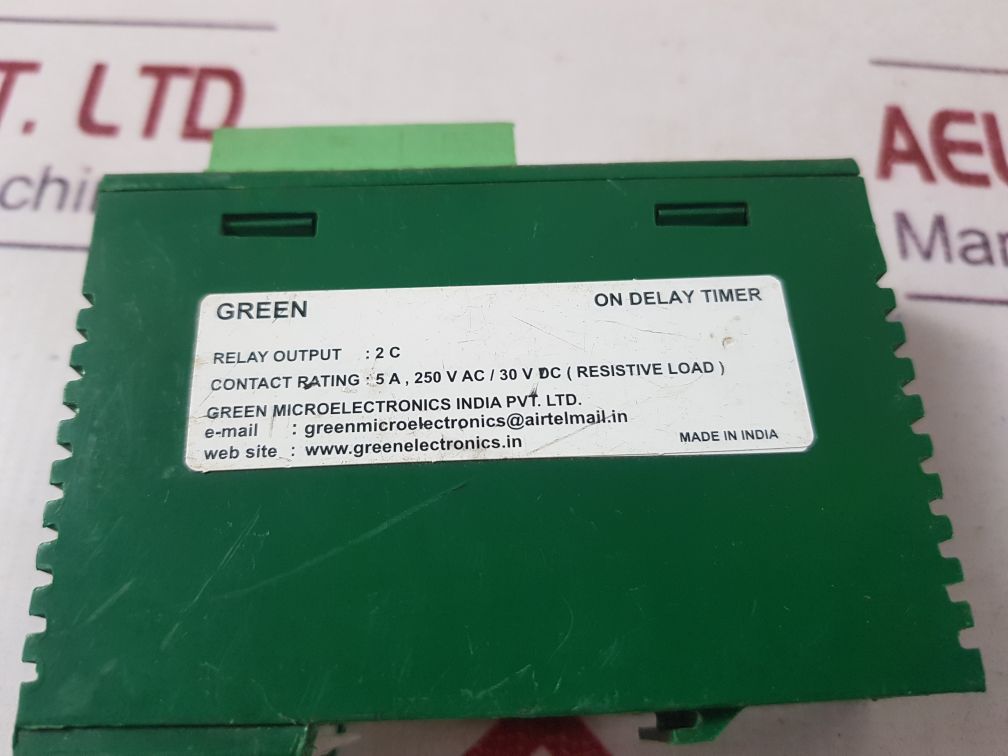 T. LTD
AEL
Mar
GREEN
ON DELAY TIMER
RELAY OUTPUT : 2 C
CONTACT RATING : 5 A , 250 V AC / 30 V DC ( RESISTIVE LOAD )
GREEN MICROELECTRONICS INDIA PVT. LTD.
e-mail : greenmicroelectronics@airtelmail.in
web site : www.greenelectronics.in
MADE IN INDIA